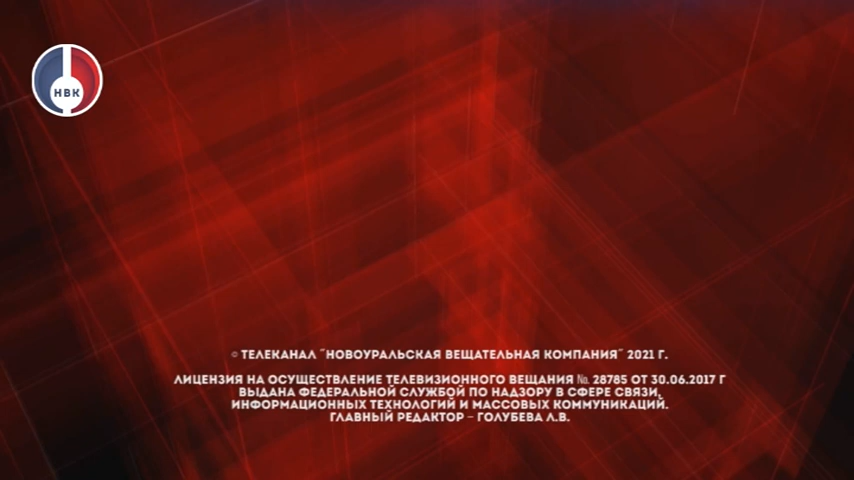 НВК
© ТЕЛЕКАНАЛ "НОВОУРАЛЬСКАЯ ВЕЩАТЕЛЬНАЯ КОМПАНИЯ" 2021 Г.
ЛИЦЕНЗИЯ НА ОСУЩЕСТВЛЕНИЕ ТЕЛЕВИЗИОННОГО ВЕЩАНИЯ № 28785 ОТ 30.06.2017 Г
ВЫДАНА ФЕДЕРАЛЬНОЙ СЛУЖБОЙ ПО НАДЗОРУ В СФЕРЕ СВЯЗИ,
ИНФОРМАЦИОННЫХ ТЕХНОЛОГИЙ И МАССОВЫХ КОММУНИКАЦИЙ.
ГЛАВНЫЙ РЕДАКТОР – ГОЛУБЕВА Л.В.